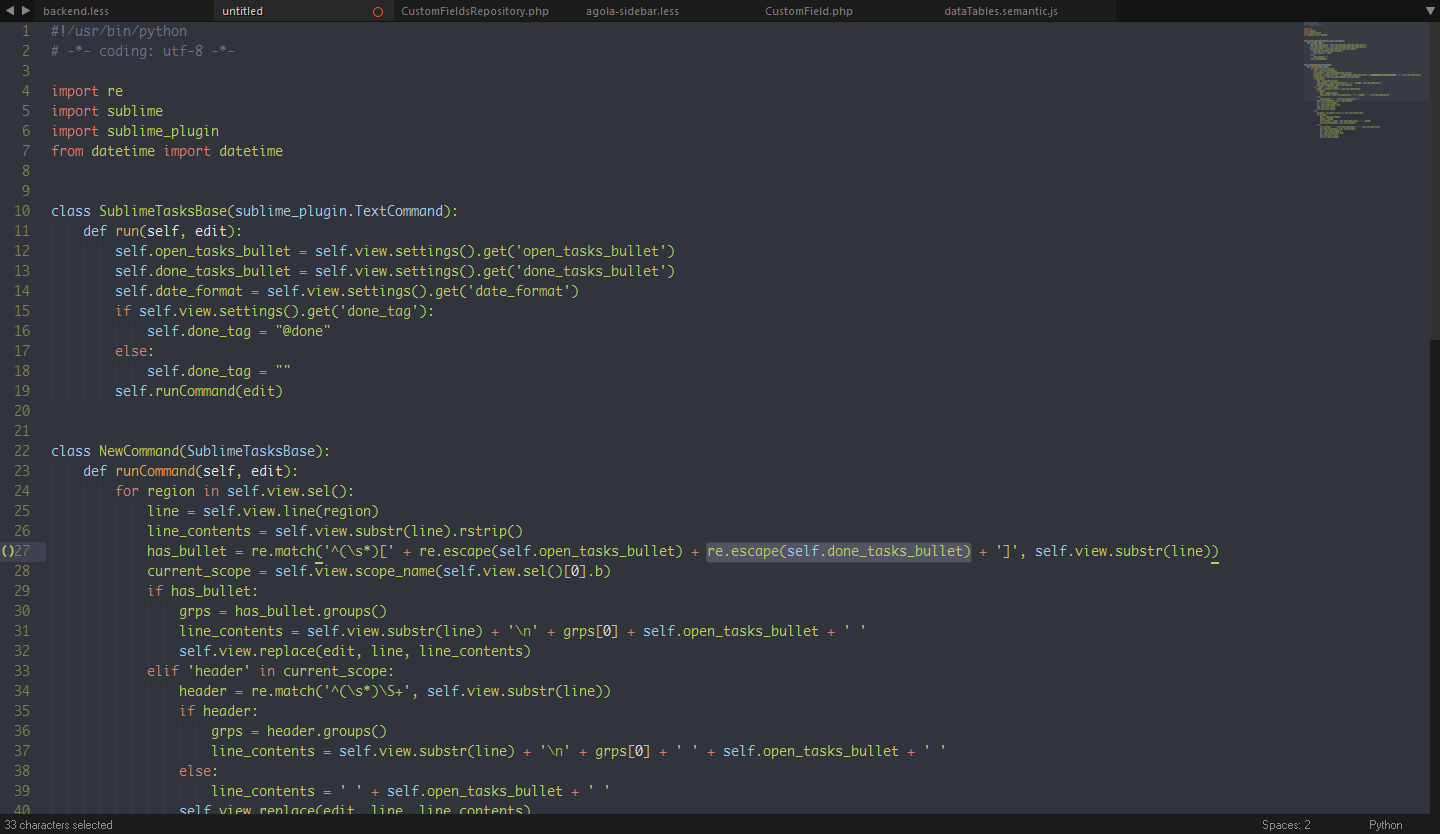 backend.less untitled CustomFieldsRepository.php agola-sidebar.less CustomField.php dataTables.semantic.js
1 #!/usr/bin/python
2 # -*- coding: utf-8 -*-
3
4 import re
5 import sublime
6 import sublime_plugin
7 from datetime import datetime
8
9
10 class SublimeTasksBase(sublime_plugin.TextCommand):
11     def run(self, edit):
12         self.open_tasks_bullet = self.view.settings().get('open_tasks_bullet')
13         self.done_tasks_bullet = self.view.settings().get('done_tasks_bullet')
14         self.date_format = self.view.settings().get('date_format')
15         if self.view.settings().get('done_tag'):
16             self.done_tag = "@done"
17         else:
18             self.done_tag = ""
19         self.runCommand(edit)
20
21
22 class NewCommand(SublimeTasksBase):
23     def runCommand(self, edit):
24         for region in self.view.sel():
25             line = self.view.line(region)
26             line_contents = self.view.substr(line).rstrip()
()27             has_bullet = re.match('^(\s*)[' + re.escape(self.open_tasks_bullet) + re.escape(self.done_tasks_bullet) + ']', self.view.substr(line))
28             current_scope = self.view.scope_name(self.view.sel()[0].b)
29             if has_bullet:
30                 grps = has_bullet.groups()
31                 line_contents = self.view.substr(line) + '\n' + grps[0] + self.open_tasks_bullet + ' '
32                 self.view.replace(edit, line, line_contents)
33             elif 'header' in current_scope:
34                 header = re.match('^(\s*)\S+', self.view.substr(line))
35                 if header:
36                     grps = header.groups()
37                     line_contents = self.view.substr(line) + '\n' + grps[0] + ' ' + self.open_tasks_bullet + ' '
38                 else:
39                     line_contents = ' ' + self.open_tasks_bullet + ' '
40                 self.view.replace(edit, line, line_contents)
33 characters selected Spaces: 2 Python